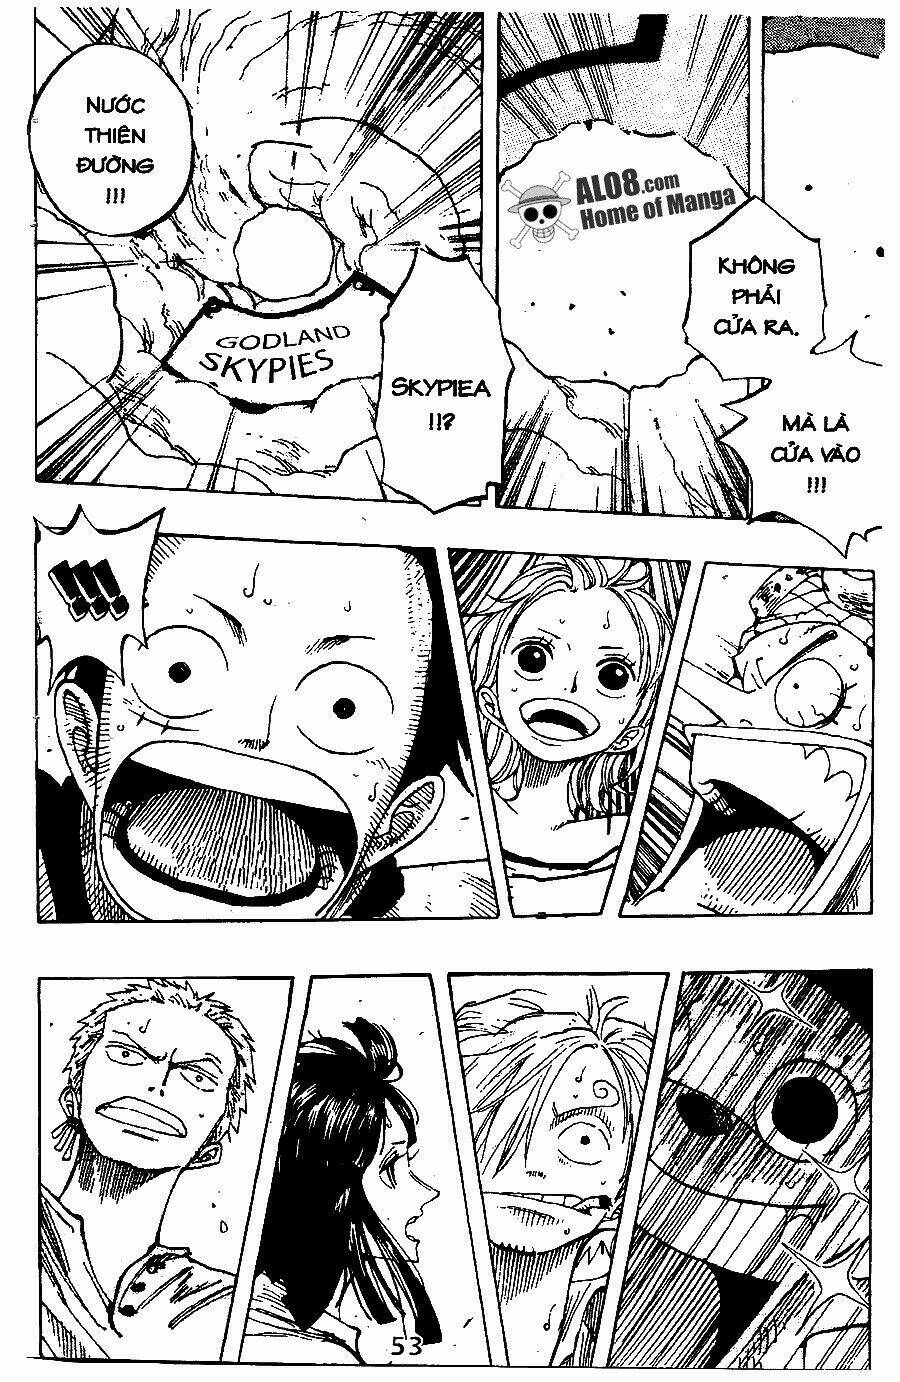 KHÔNG
PHẢI
CỬA RA.
MÀ LÀ
CỬA VÀO
!!!
NƯỚC
THIÊN
ĐƯỜNG
!!!
GODLAND
SKYPIES
SKYPIEA
!!?
ALO8.com
Home of Manga
!!!
53